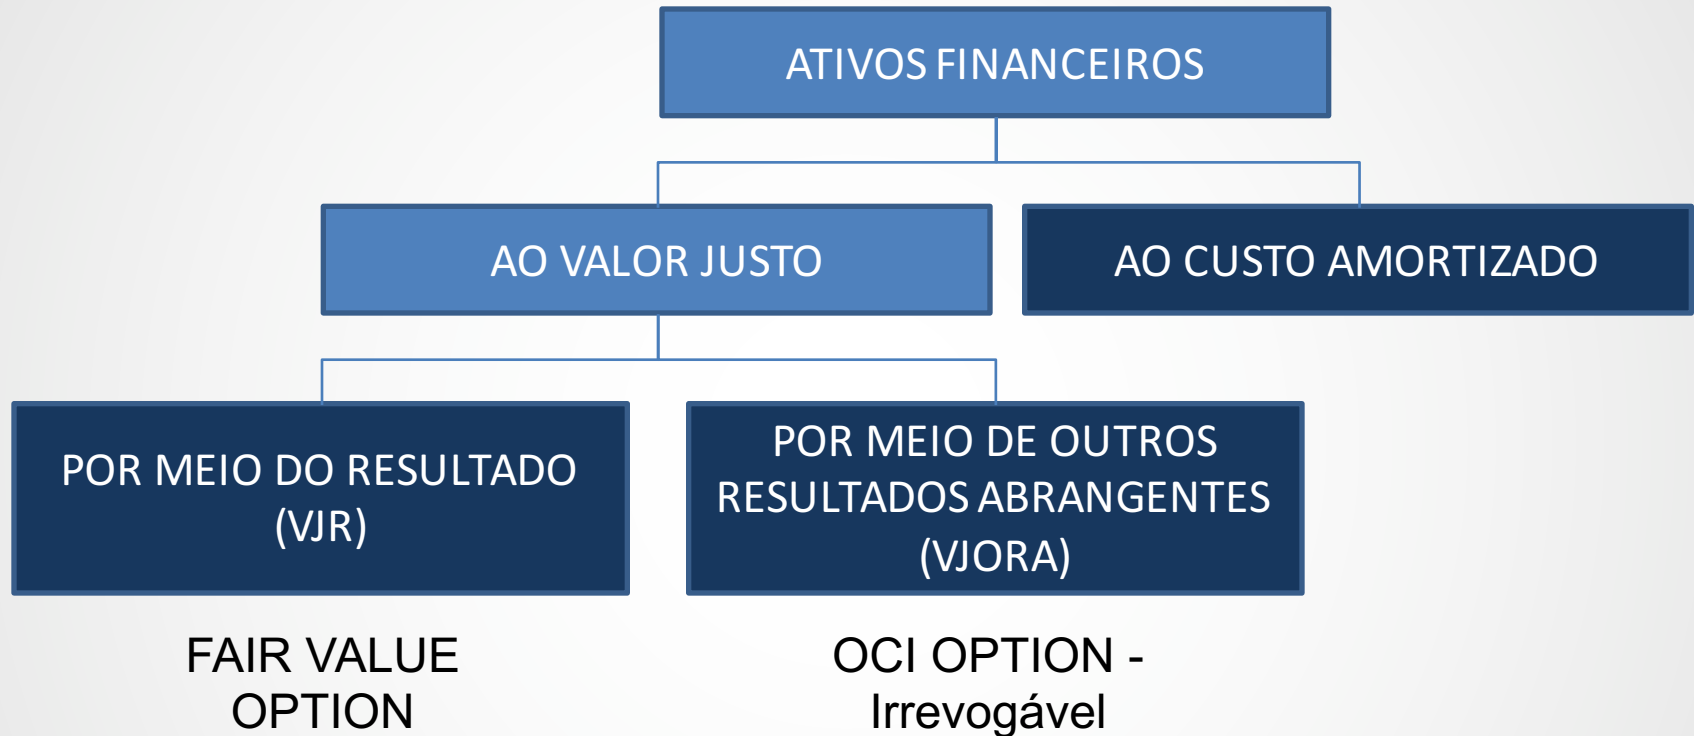 ATIVOS FINANCEIROS
AO VALOR JUSTO
AO CUSTO AMORTIZADO
POR MEIO DO RESULTADO
(VJR)
POR MEIO DE OUTROS
RESULTADOS ABRANGENTES
(VJORA)
FAIR VALUE
OPTION
OCI OPTION -
Irrevogável